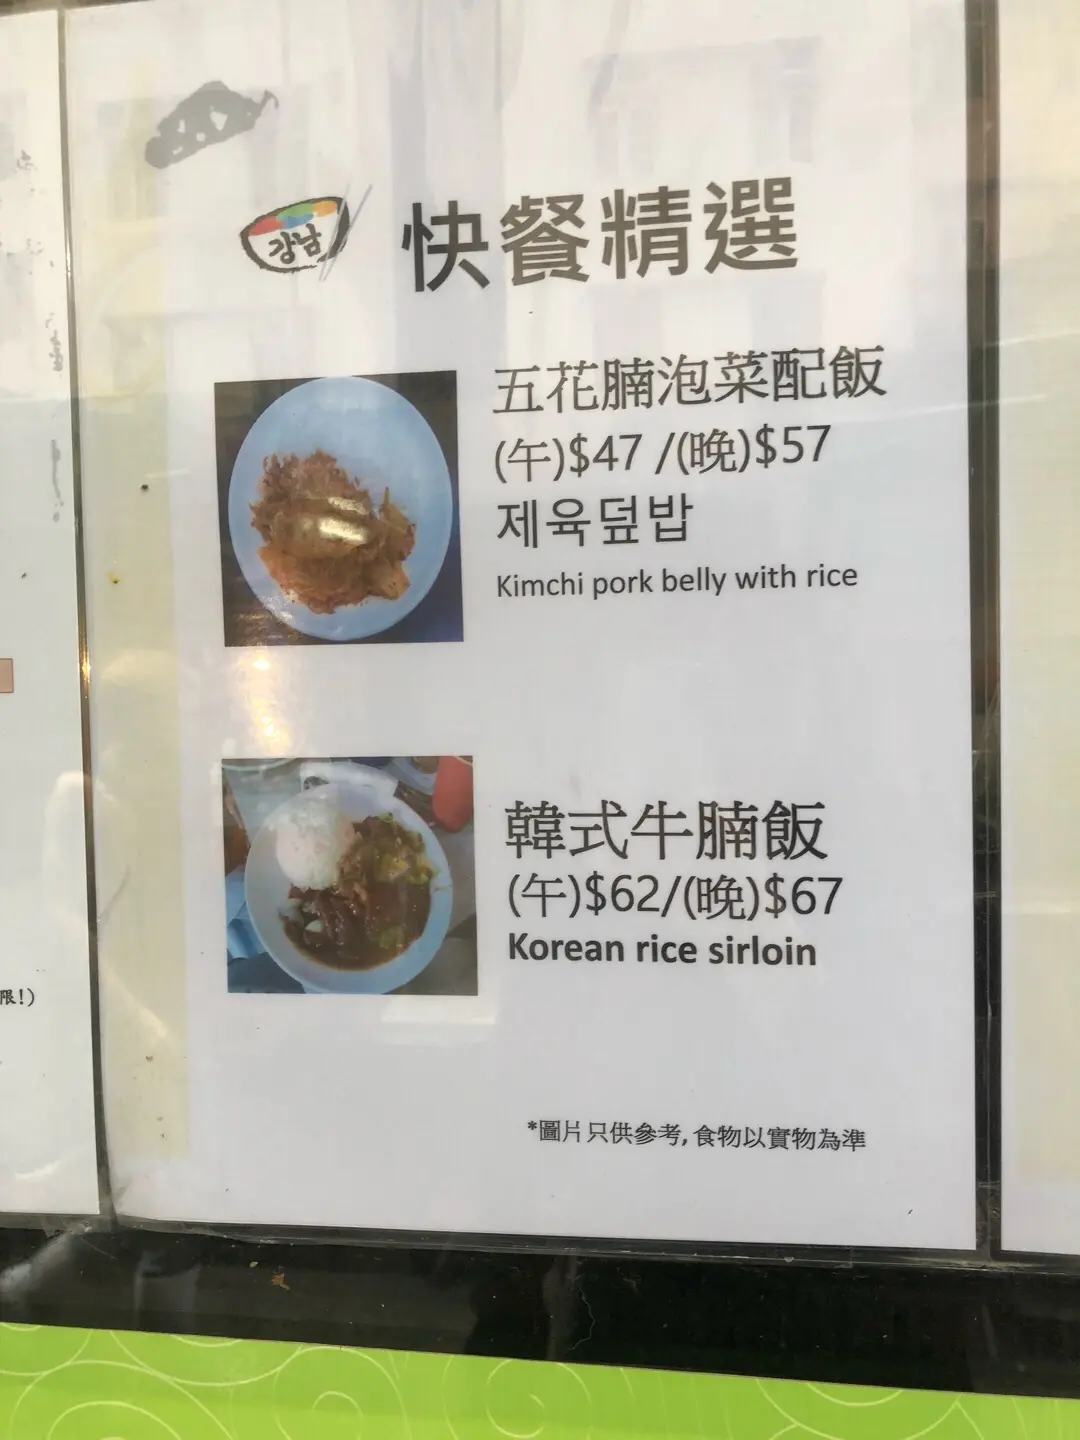 강남
快餐精選
五花腩泡菜配飯
(午)$47 /(晚)$57
제육덮밥
Kimchi pork belly with rice
韓式牛腩飯
(午)$62/(晚)$67
Korean rice sirloin
*圖片只供參考, 食物以實物為準
限!)